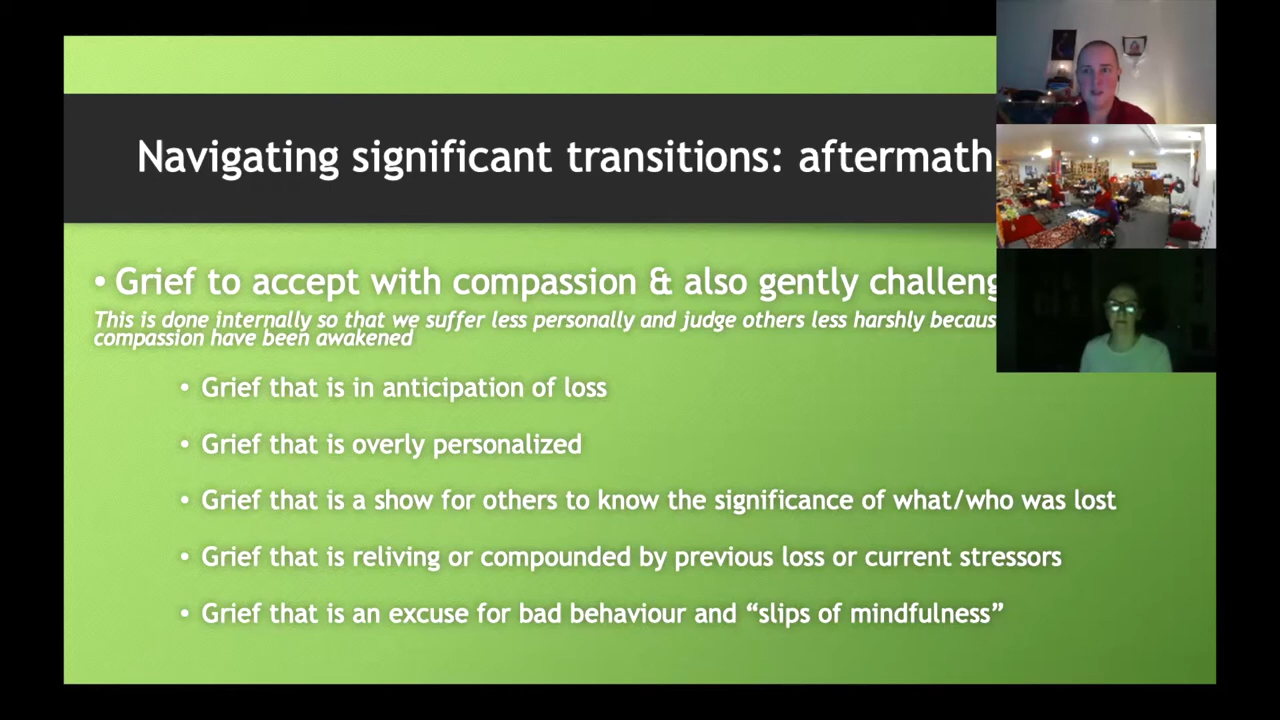 Navigating significant transitions: aftermath
• Grief to accept with compassion & also gently challeng
This is done internally so that we suffer less personally and judge others less harshly becaus
compassion have been awakened
• Grief that is in anticipation of loss
• Grief that is overly personalized
• Grief that is a show for others to know the significance of what/who was lost
• Grief that is reliving or compounded by previous loss or current stressors
• Grief that is an excuse for bad behaviour and “slips of mindfulness”